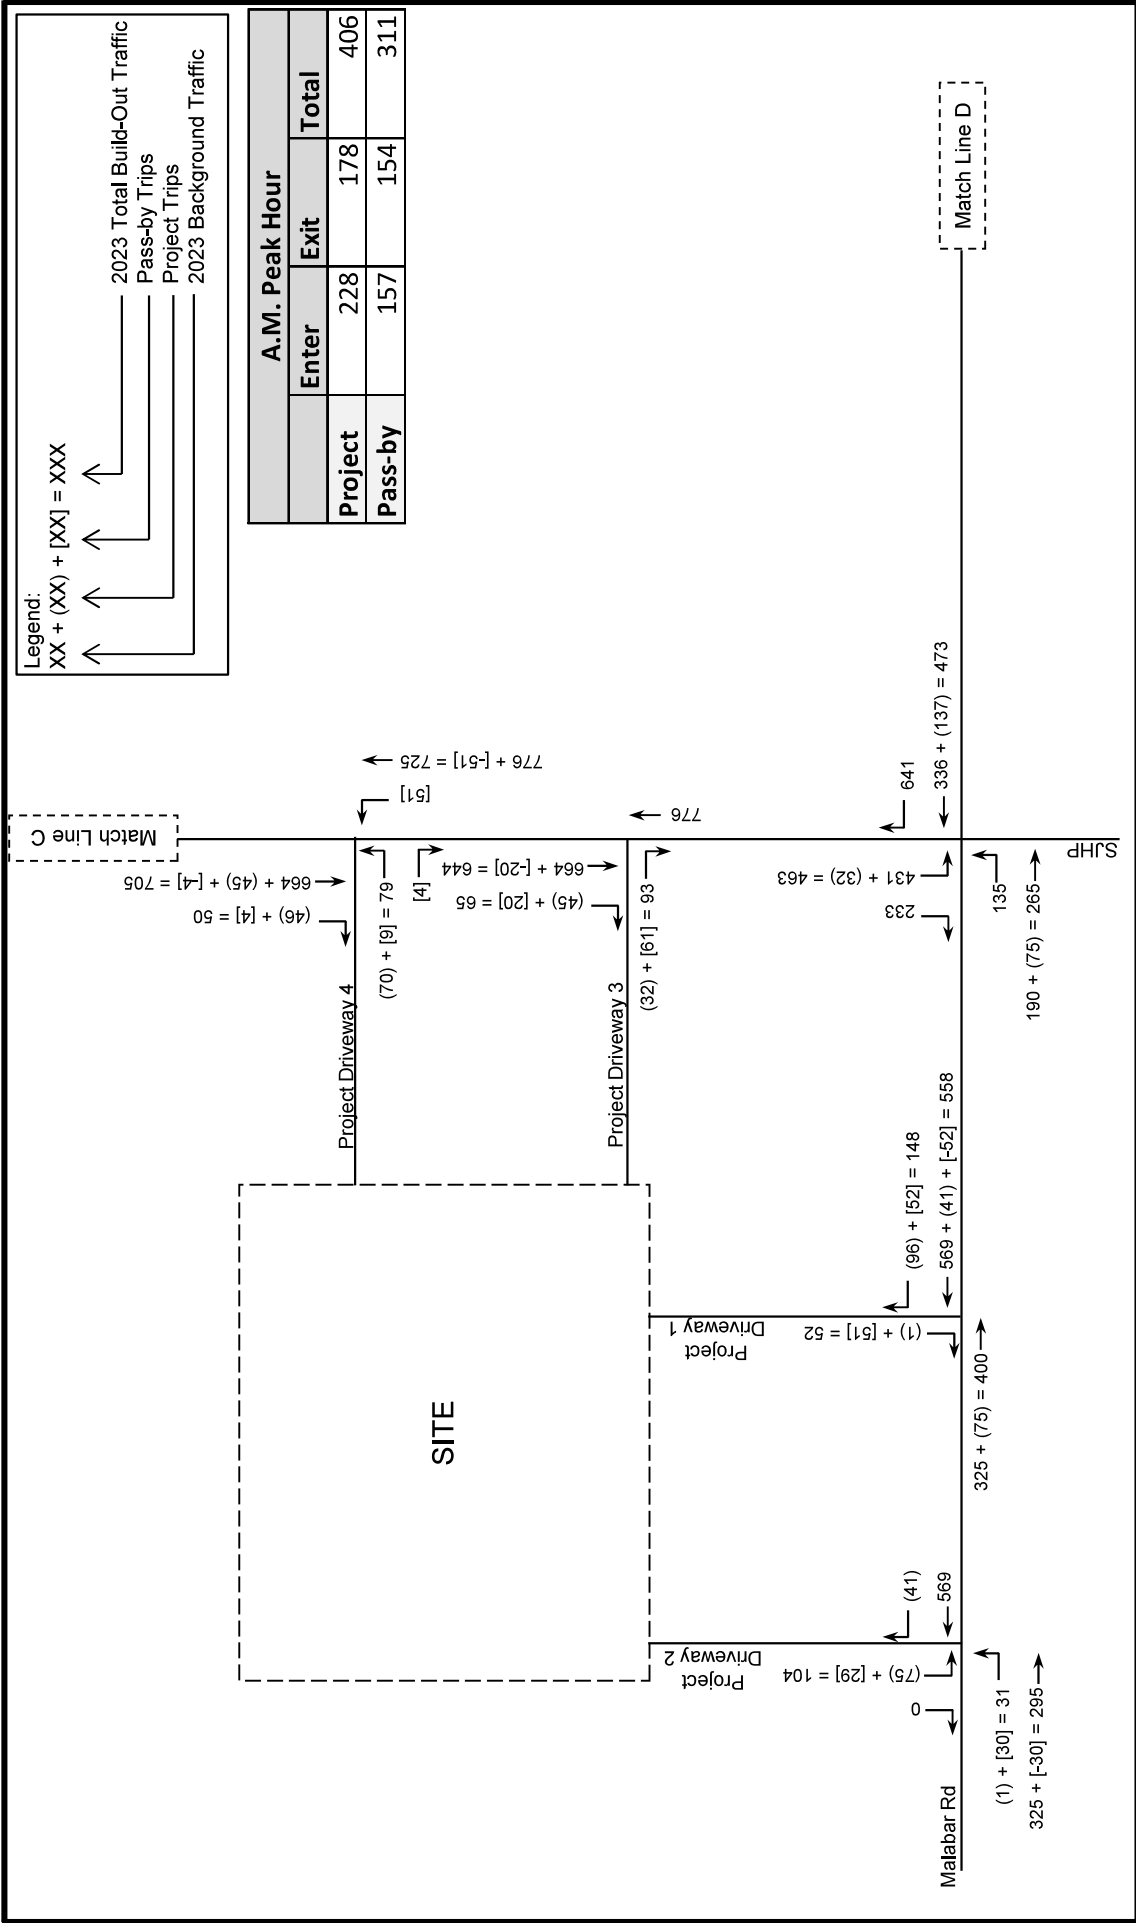 Legend:
XX + (XX) + [XX] = XXX
2023 Total Build-Out Traffic
Pass-by Trips
Project Trips
2023 Background Traffic
A.M. Peak Hour
Enter Exit Total
Project 228 178 406
Pass-by 157 154 311
Match Line C
664 + (45) + [-4] = 705
(46) + [4] = 50
776 + [-51] = 725
[51]
Project Driveway 4
(70) + [9] = 79
[4]
664 + [-20] = 644
(45) + [20] = 65
776
Project Driveway 3
(32) + [61] = 93
SITE
Project
Driveway 2
(75) + [29] = 104
0
(41)
569
Project
Driveway 1
(1) + [51] = 52
(96) + [52] = 148
569 + (41) + [-52] = 558
431 + (32) = 463
233
641
336 + (137) = 473
Match Line D
Malabar Rd
(1) + [30] = 31
325 + [-30] = 295
325 + (75) = 400
135
190 + (75) = 265
SJHP